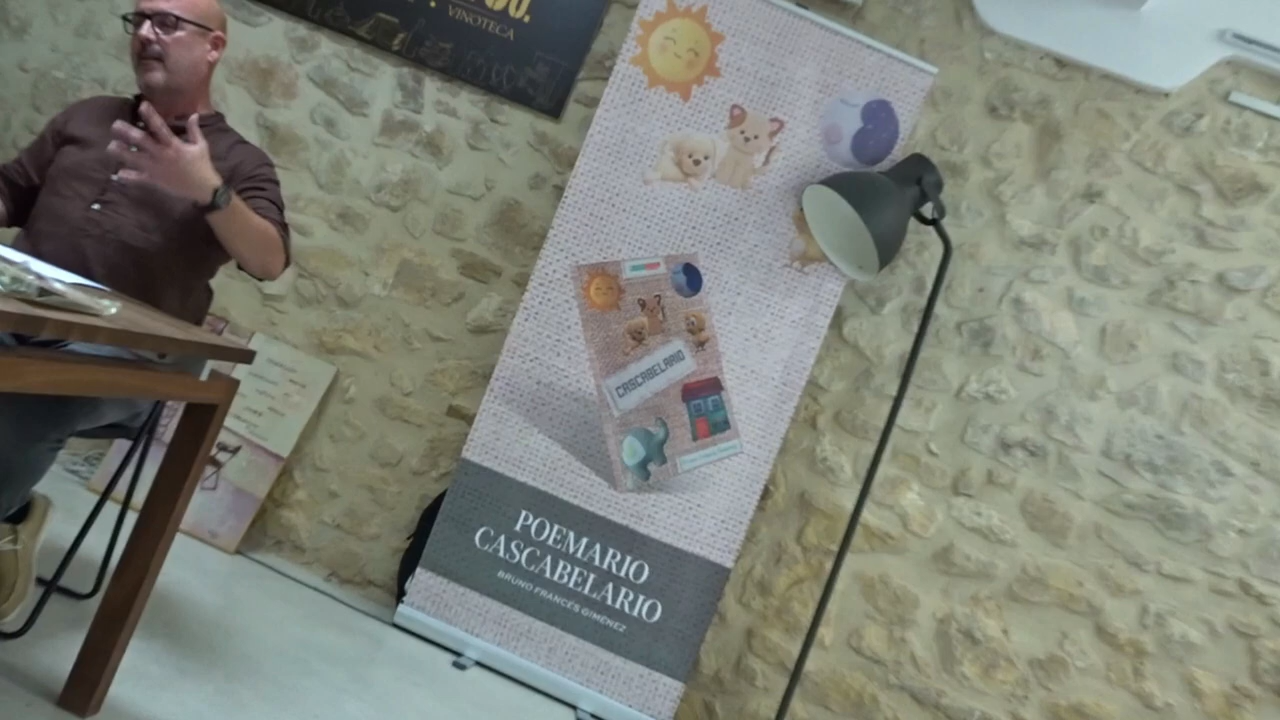 VINOTECA
CASCABELARIO
POEMARIO
CASCABELARIO
BRUNO FRANCÉS GIMÉNEZ